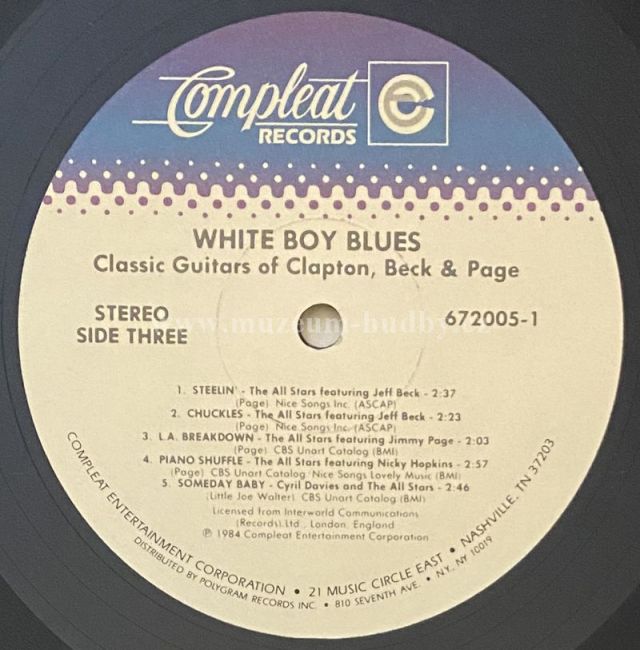 Compleat
RECORDS
WHITE BOY BLUES
Classic Guitars of Clapton, Beck & Page
STEREO
SIDE THREE
672005-1
1. STEELIN' - The All Stars featuring Jeff Beck - 2:37
(Page) Nice Songs Inc. (ASCAP)
2. CHUCKLES - The All Stars featuring Jeff Beck - 2:23
(Page) Nice Songs Inc. (ASCAP)
3. L.A. BREAKDOWN - The All Stars featuring Jimmy Page - 2:03
(Page) CBS Unart Catalog (BMI)
4. PIANO SHUFFLE - The All Stars featuring Nicky Hopkins - 2:57
(Page) CBS Unart Catalog/Nice Songs Lovely Music (BMI)
5. SOMEDAY BABY - Cyril Davies and The All Stars - 2:46
(Little Joe Walter) CBS Unart Catalog (BMI)
Licensed from Interworld Communications
(Records) Ltd., London, England
℗ 1984 Compleat Entertainment Corporation
COMPLEAT ENTERTAINMENT CORPORATION • 21 MUSIC CIRCLE EAST • NASHVILLE, TN 37203
DISTRIBUTED BY POLYGRAM RECORDS INC. • 810 SEVENTH AVE. • N.Y., NY 10019